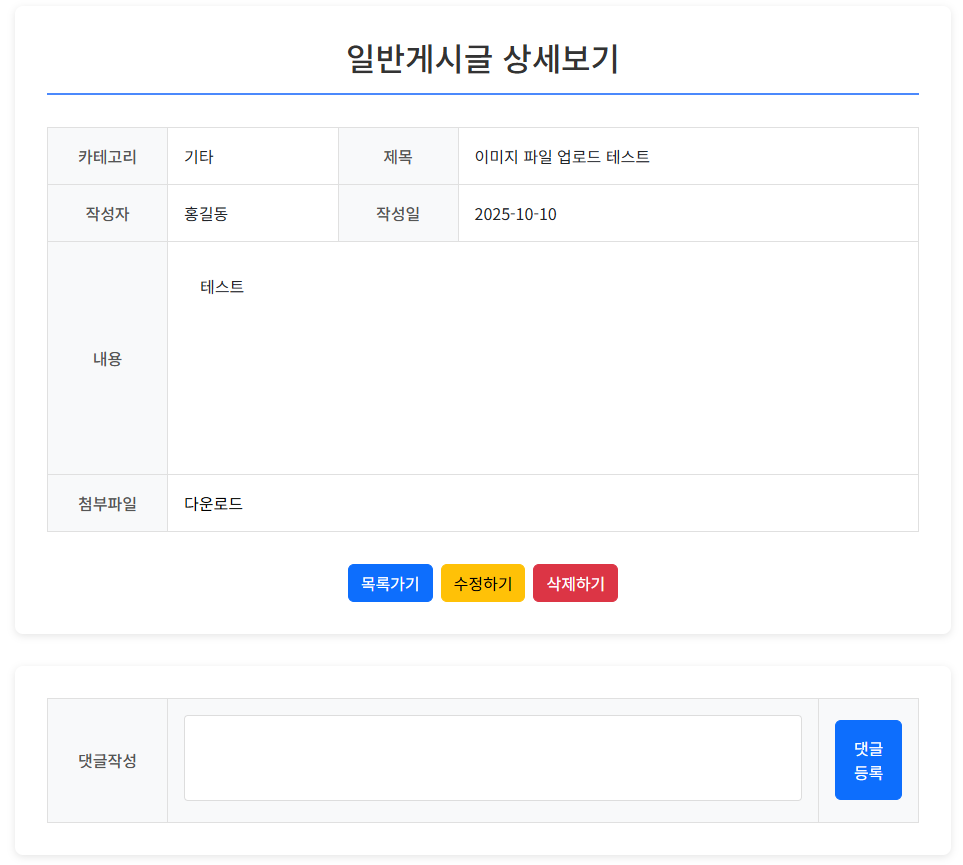 일반게시글 상세보기
카테고리 기타 제목 이미지 파일 업로드 테스트
작성자 홍길동 작성일 2025-10-10
내용 테스트
첨부파일 다운로드
목록가기 수정하기 삭제하기
댓글작성 댓글
등록